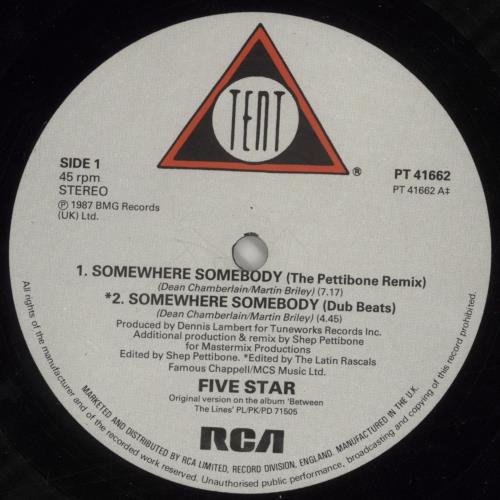 TENT
®
SIDE 1
45 rpm
STEREO
℗ 1987 BMG Records
(UK) Ltd.
PT 41662
PT 41662 A‡
1. SOMEWHERE SOMEBODY (The Pettibone Remix)
(Dean Chamberlain/Martin Briley) (7.17)
*2. SOMEWHERE SOMEBODY (Dub Beats)
(Dean Chamberlain/Martin Briley) (4.45)
Produced by Dennis Lambert for Tuneworks Records Inc.
Additional production & remix by Shep Pettibone
for Mastermix Productions
Edited by Shep Pettibone. *Edited by The Latin Rascals
Famous Chappell/MCS Music Ltd.
FIVE STAR
Original version on the album 'Between
The Lines' PL/PK/PD 71505
RCA
MARKETED AND DISTRIBUTED BY RCA LIMITED, RECORD DIVISION, ENGLAND. MANUFACTURED IN THE U.K.
All rights of the manufacturer and of the recorded work reserved. Unauthorised public performance, broadcasting and copying of this record prohibited.